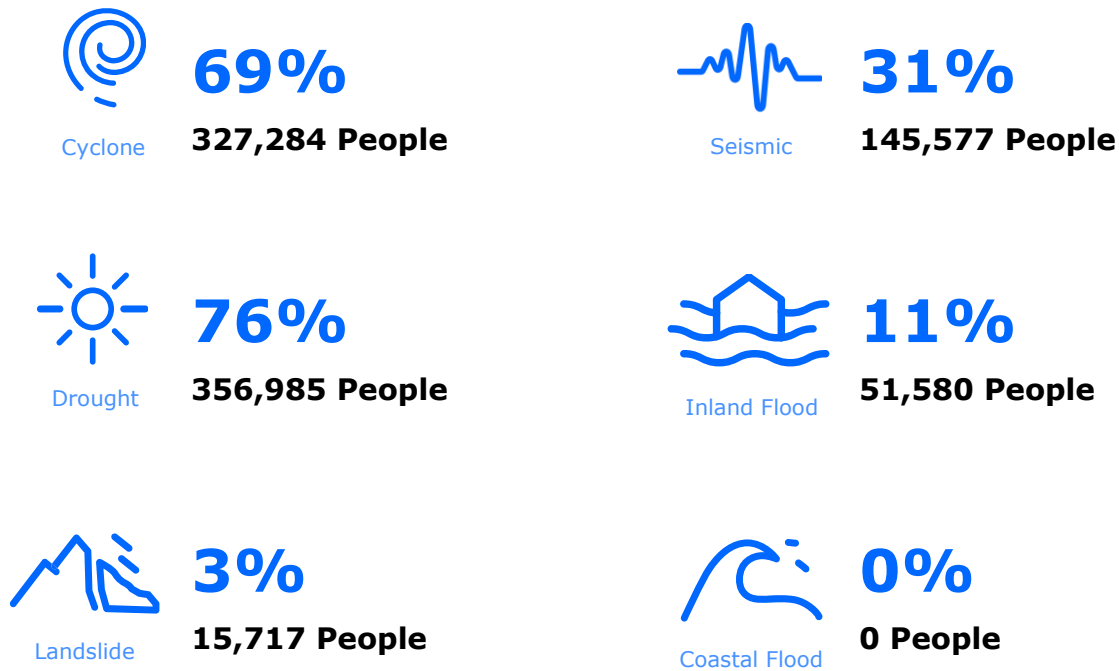 69%
327,284 People
Cyclone
31%
145,577 People
Seismic
76%
356,985 People
Drought
11%
51,580 People
Inland Flood
3%
15,717 People
Landslide
0%
0 People
Coastal Flood